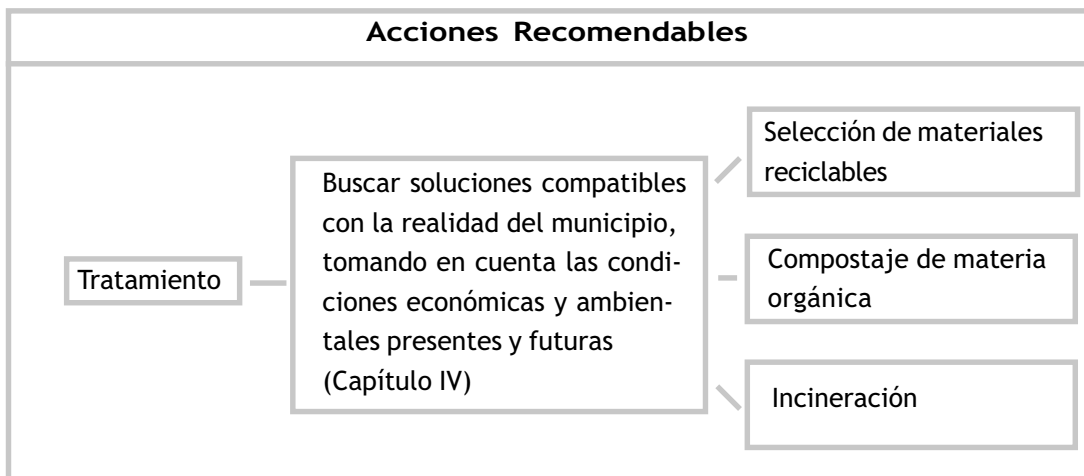 Acciones Recomendables
Tratamiento
Buscar soluciones compatibles
con la realidad del municipio,
tomando en cuenta las condi-
ciones económicas y ambien-
tales presentes y futuras
(Capítulo IV)
Selección de materiales
reciclables
Compostaje de materia
orgánica
Incineración